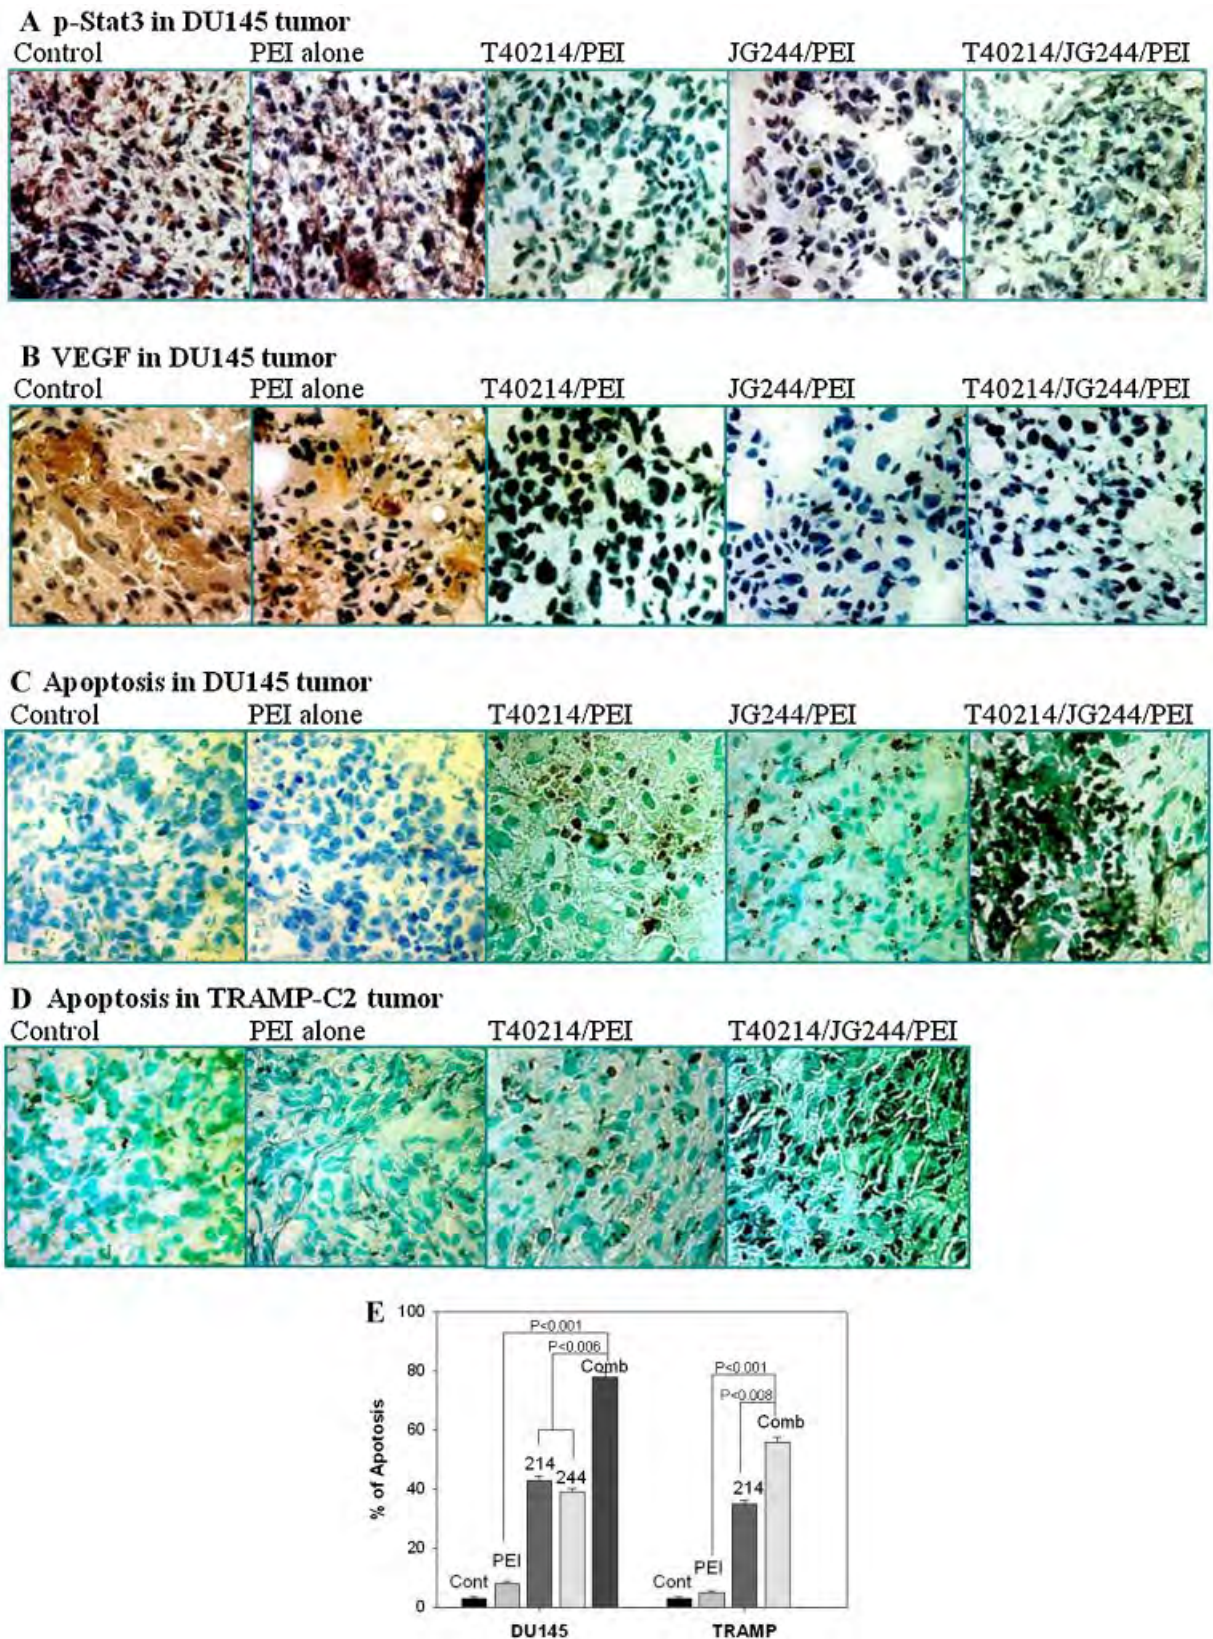 A p-Stat3 in DU145 tumor
Control PEI alone T40214/PEI JG244/PEI T40214/JG244/PEI
B VEGF in DU145 tumor
Control PEI alone T40214/PEI JG244/PEI T40214/JG244/PEI
C Apoptosis in DU145 tumor
Control PEI alone T40214/PEI JG244/PEI T40214/JG244/PEI
D Apoptosis in TRAMP-C2 tumor
Control PEI alone T40214/PEI T40214/JG244/PEI
E
% of Apotosis
100
80
60
40
20
0
P<0.001
P<0.006
Comb
214
244
PEI
Cont
P<0.001
P<0.008
Comb
214
PEI
Cont
DU145 TRAMP